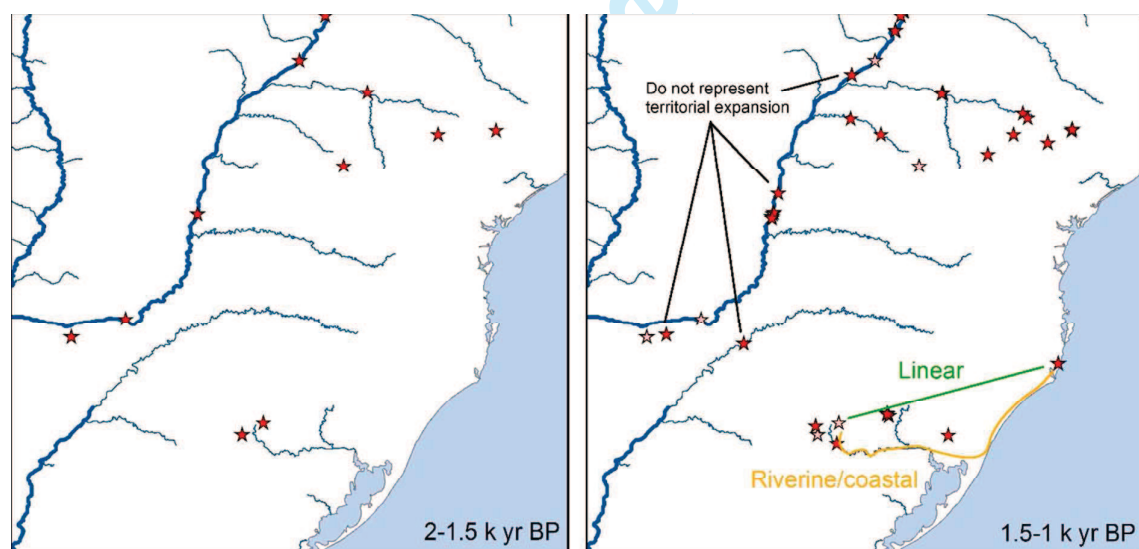 Do not represent
territorial expansion
Linear
Riverine/coastal
2-1.5 k yr BP
1.5-1 k yr BP